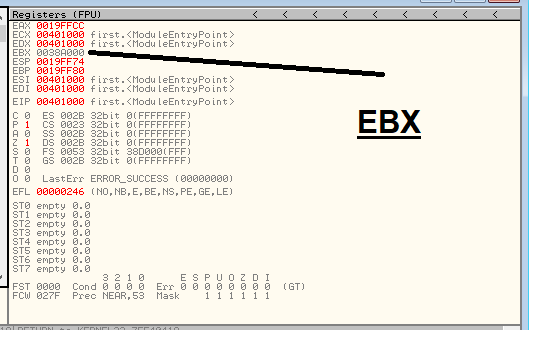 Registers (FPU) < < < < < < < < <
EAX 0019FFCC
ECX 00401000 first.<ModuleEntryPoint>
EDX 00401000 first.<ModuleEntryPoint>
EBX 0038A000
ESP 0019FF74
EBP 0019FF80
ESI 00401000 first.<ModuleEntryPoint>
EDI 00401000 first.<ModuleEntryPoint>
EIP 00401000 first.<ModuleEntryPoint>
EBX
C 0 ES 002B 32bit 0(FFFFFFFF)
P 1 CS 0023 32bit 0(FFFFFFFF)
A 0 SS 002B 32bit 0(FFFFFFFF)
Z 1 DS 002B 32bit 0(FFFFFFFF)
S 0 FS 0053 32bit 38D000(FFF)
T 0 GS 002B 32bit 0(FFFFFFFF)
D 0
O 0 LastErr ERROR_SUCCESS (00000000)
EFL 00000246 (NO,NB,E,BE,NS,PE,GE,LE)
ST0 empty 0.0
ST1 empty 0.0
ST2 empty 0.0
ST3 empty 0.0
ST4 empty 0.0
ST5 empty 0.0
ST6 empty 0.0
ST7 empty 0.0
3 2 1 0 E S P U O Z D I
FST 0000 Cond 0 0 0 0 Err 0 0 0 0 0 0 0 0 (GT)
FCW 027F Prec NEAR,53 Mask 1 1 1 1 1 1